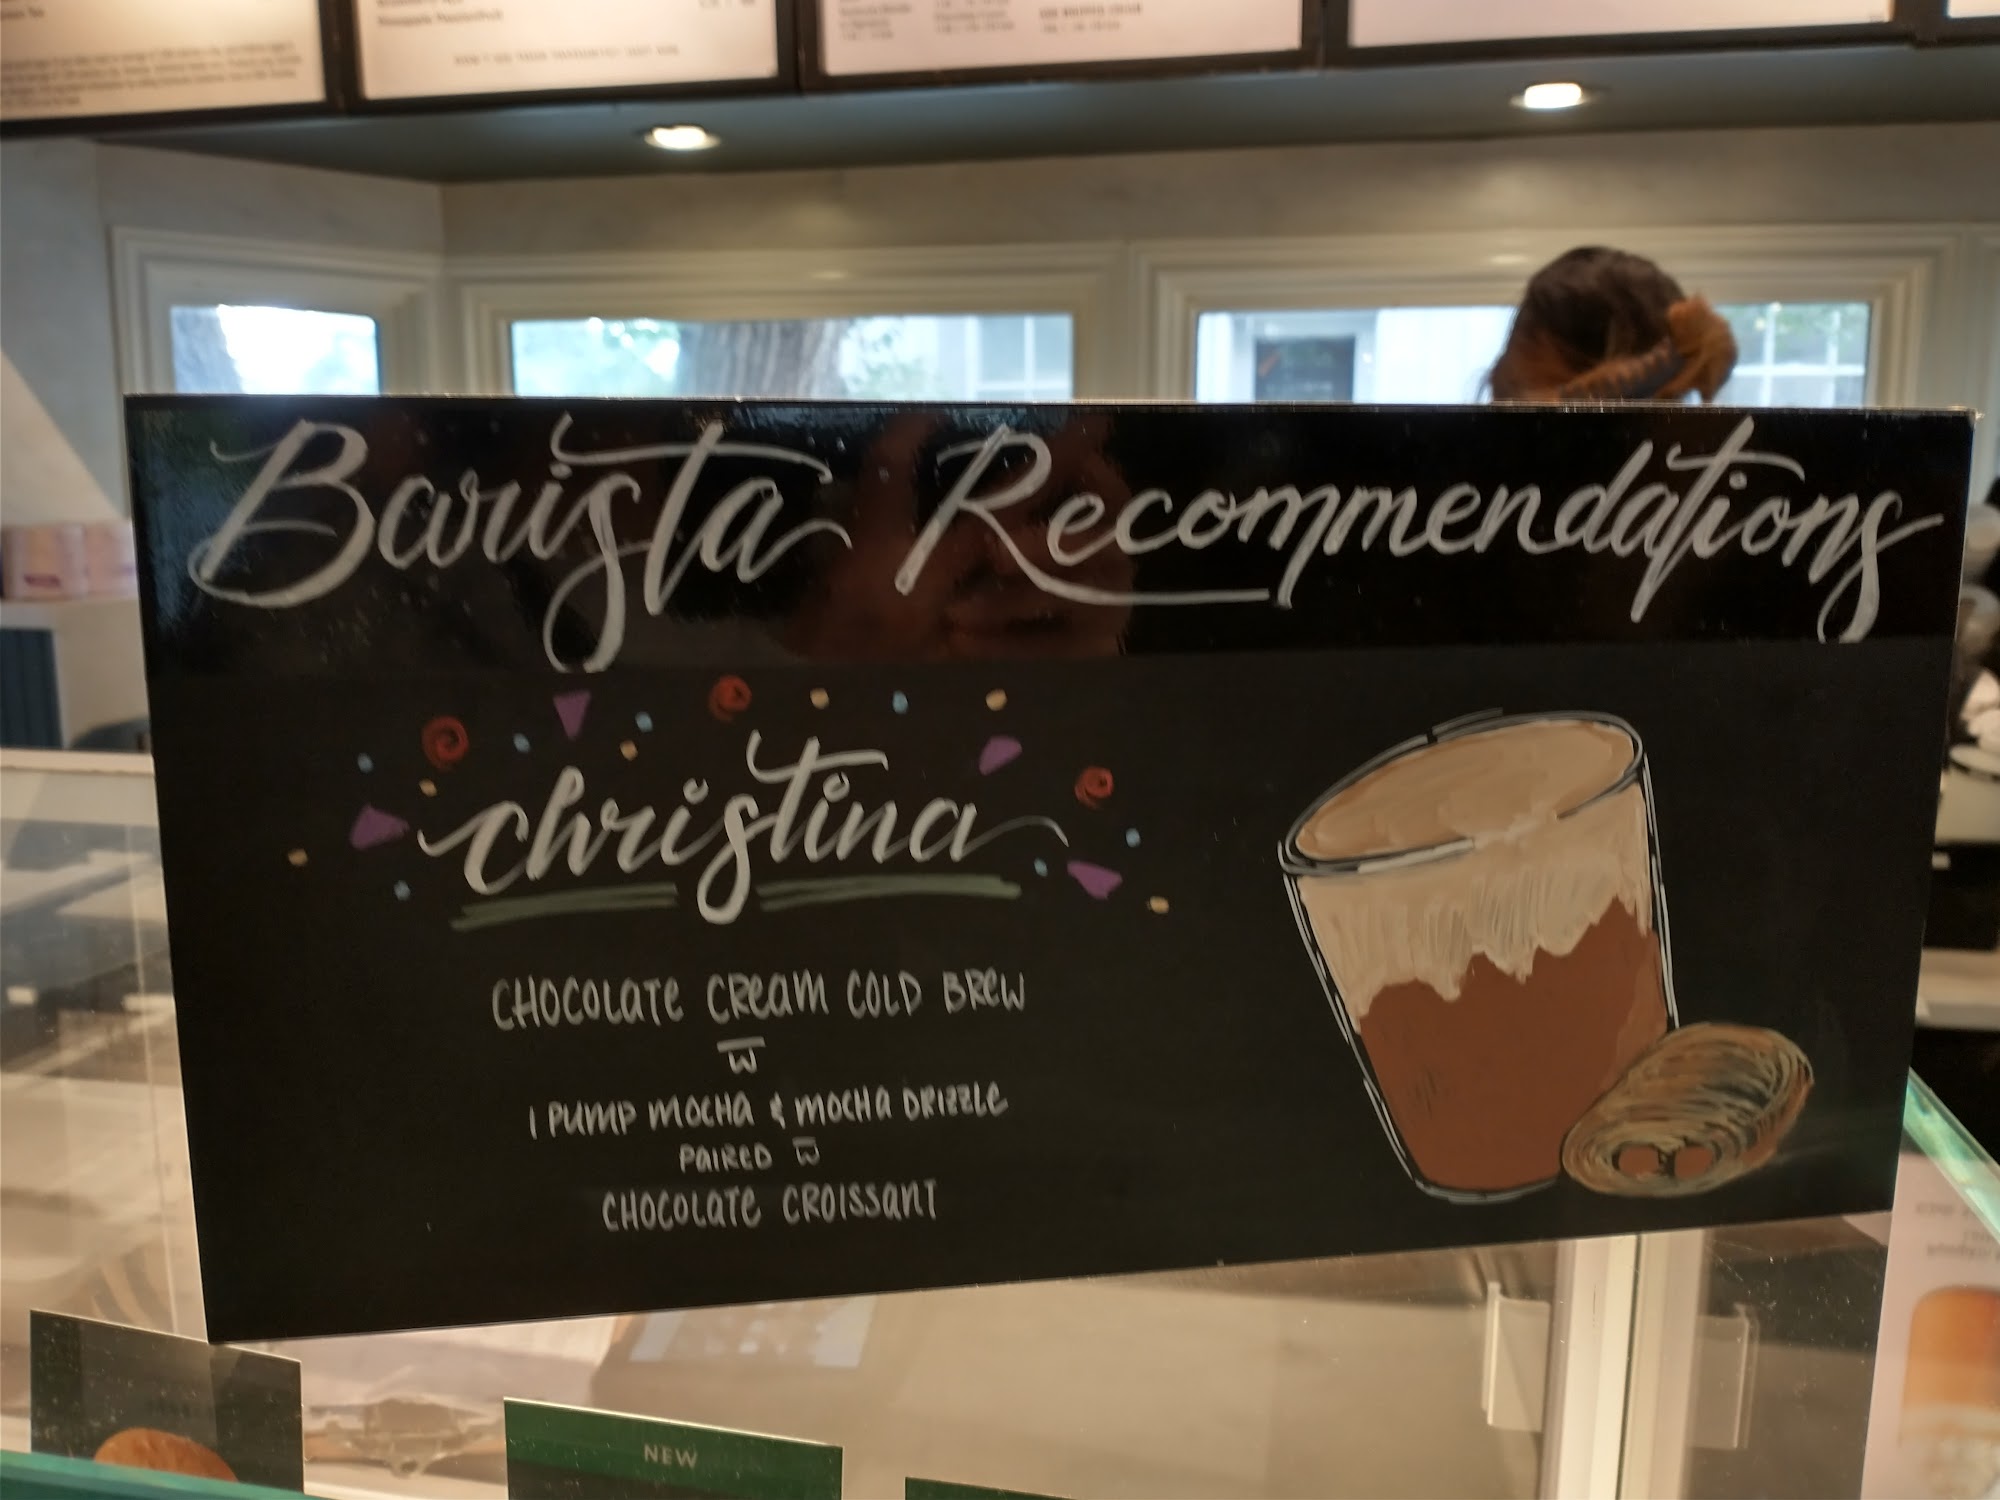 Barista Recommendations
christina
CHOCOLATE CREAM COLD BREW
W̅
1 PUMP MOCHA & MOCHA DRIZZLE
PAIRED W̅
CHOCOLATE CROISSANT
NEW